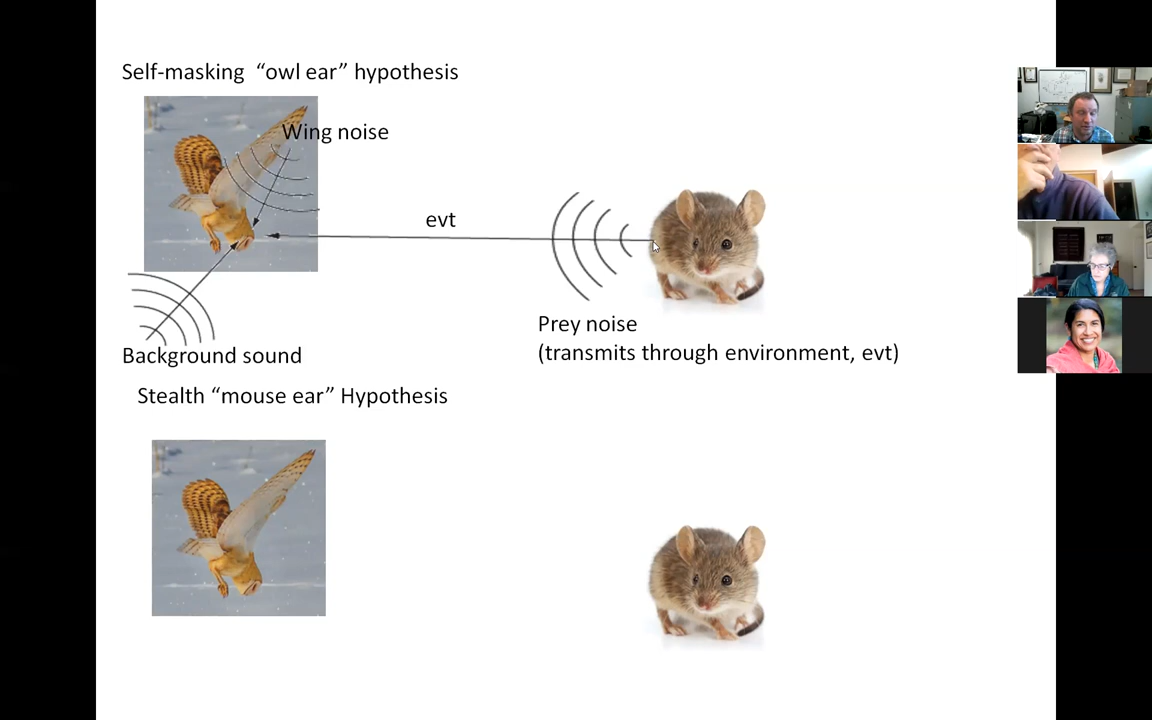 Self-masking “owl ear” hypothesis
Wing noise
evt
Prey noise
(transmits through environment, evt)
Background sound
Stealth “mouse ear” Hypothesis